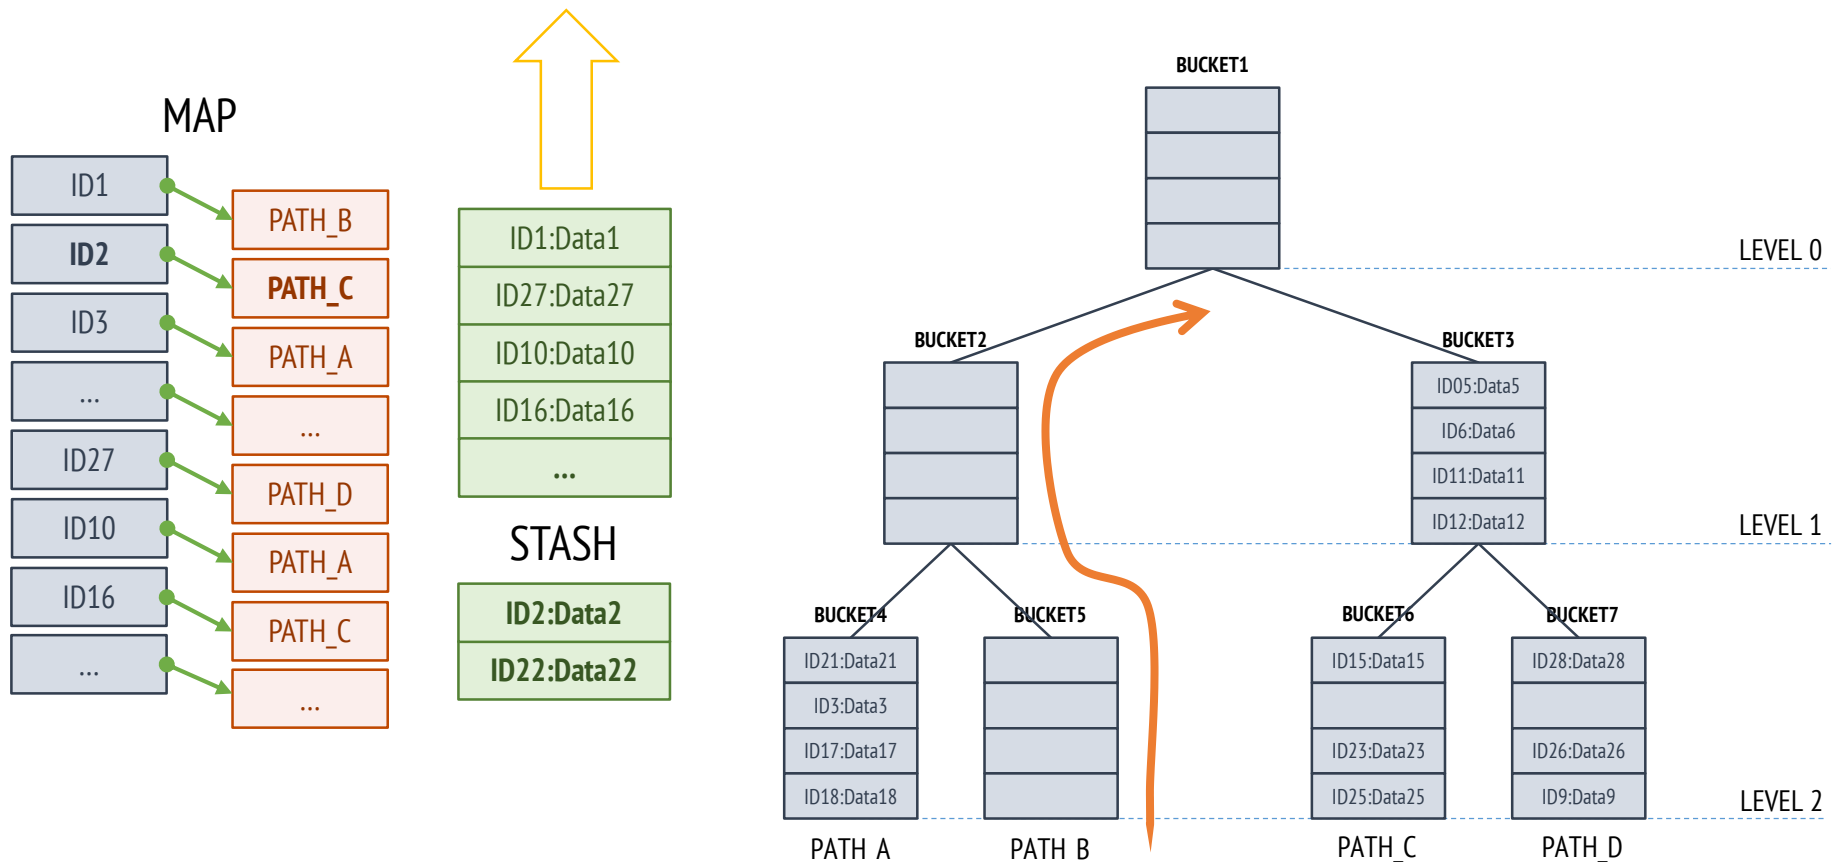 MAP
ID1
PATH_B
ID2
PATH_C
ID3
PATH_A
...
...
ID27
PATH_D
ID10
PATH_A
ID16
PATH_C
...
...
ID1:Data1
ID27:Data27
ID10:Data10
ID16:Data16
...
STASH
ID2:Data2
ID22:Data22
BUCKET1
LEVEL 0
BUCKET2
BUCKET3
ID05:Data5
ID6:Data6
ID11:Data11
ID12:Data12
LEVEL 1
BUCKET4
ID21:Data21
ID3:Data3
ID17:Data17
ID18:Data18
PATH_A
BUCKET5
PATH_B
BUCKET6
ID15:Data15
ID23:Data23
ID25:Data25
PATH_C
BUCKET7
ID28:Data28
ID26:Data26
ID9:Data9
PATH_D
LEVEL 2